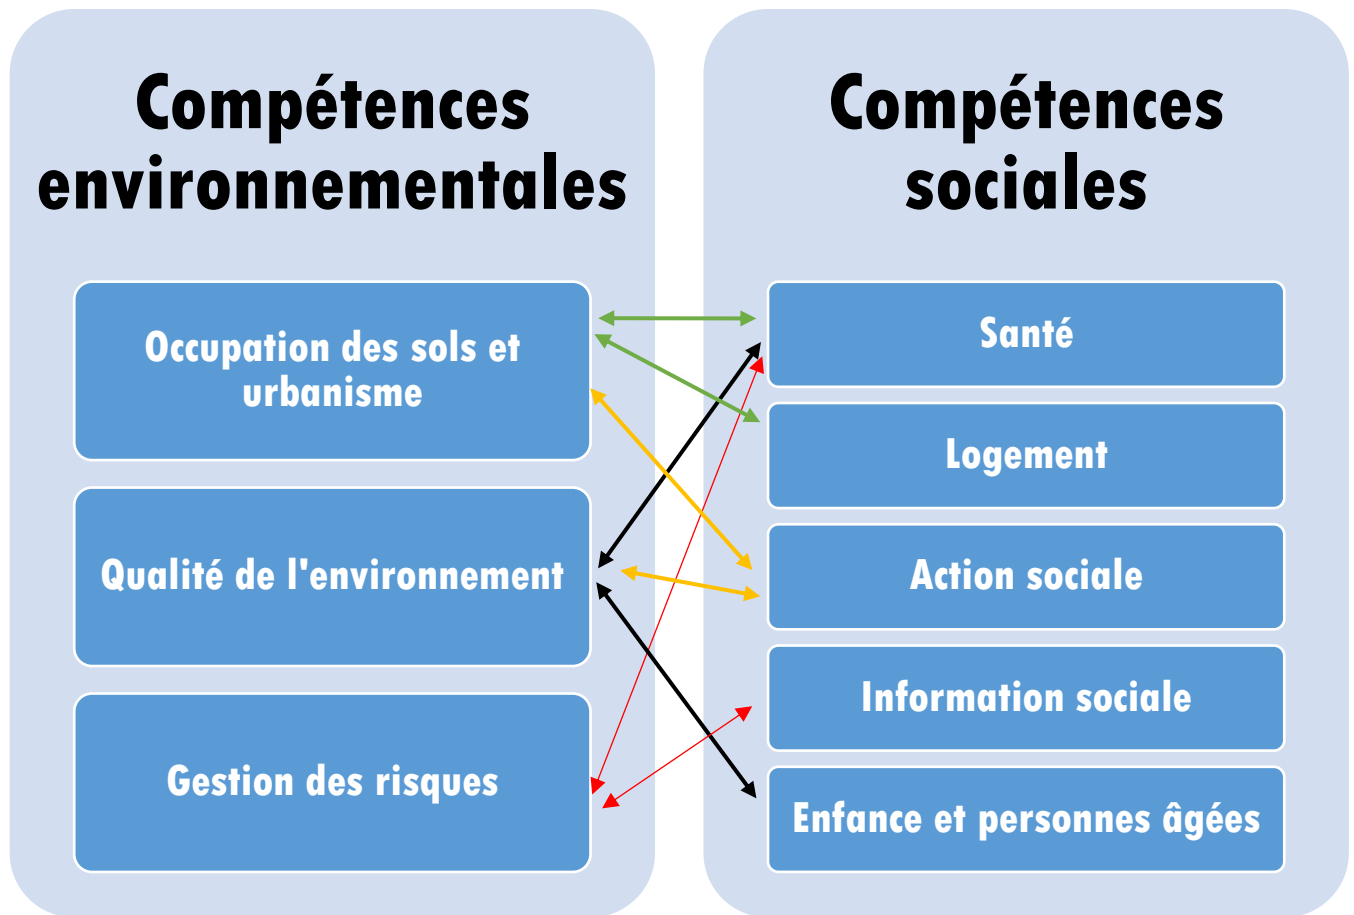 Compétences
environnementales
Occupation des sols et
urbanisme
Qualité de l'environnement
Gestion des risques
Compétences
sociales
Santé
Logement
Action sociale
Information sociale
Enfance et personnes âgées